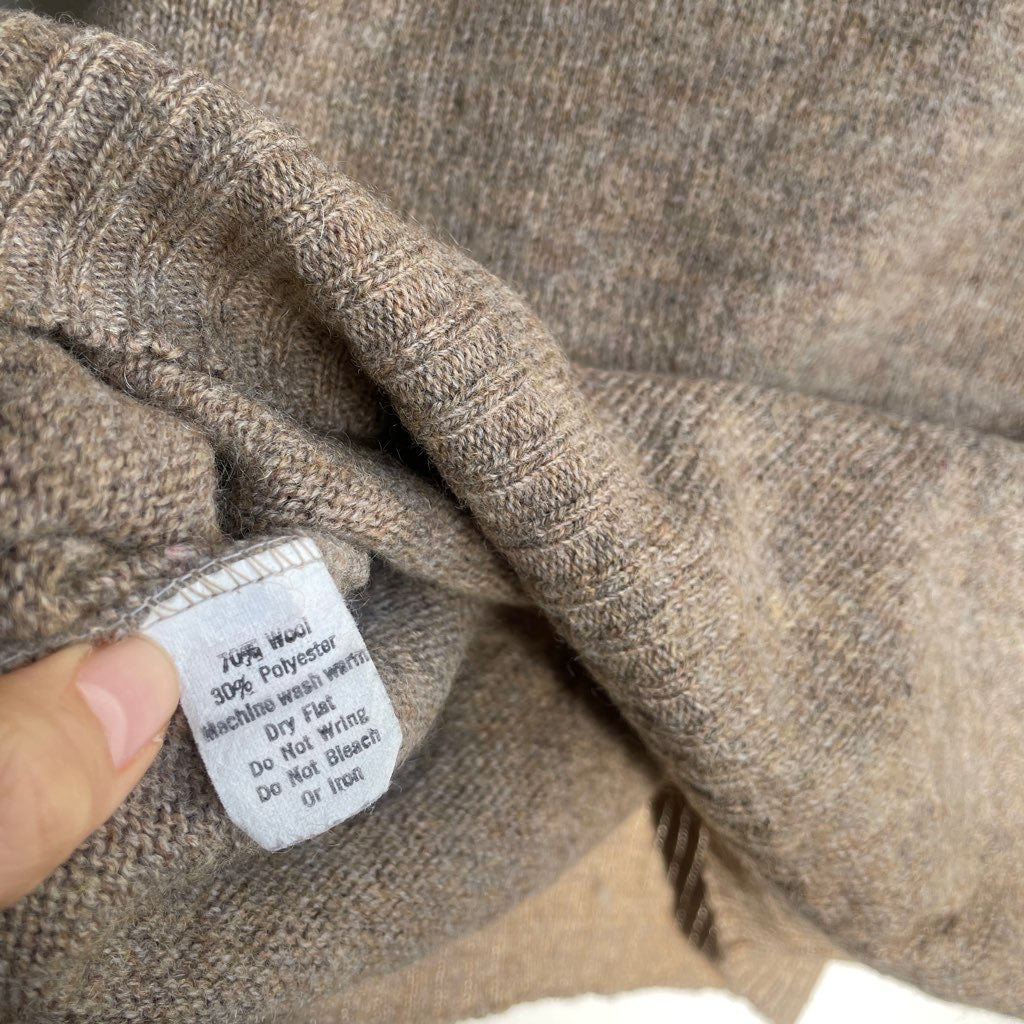 70% Wool
30% Polyester
Machine wash warm
Dry Flat
Do Not Wring
Do Not Bleach
Or Iron